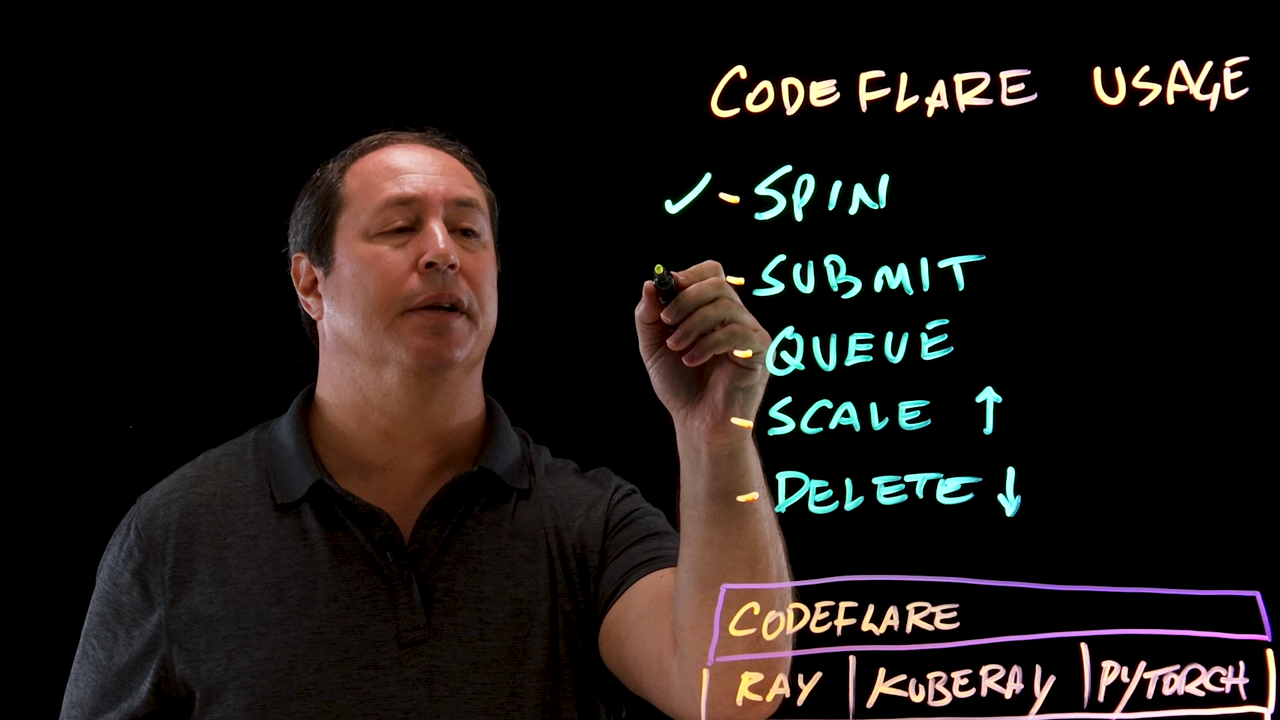 CODEFLARE USAGE
✓ - SPIN
- SUBMIT
- QUEUE
- SCALE ↑
- DELETE ↓
CODEFLARE
RAY | KUBERAY | PYTORCH